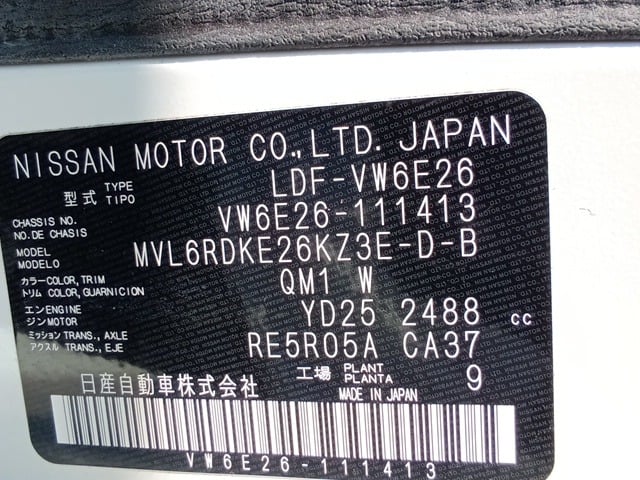 NISSAN MOTOR CO.,LTD. JAPAN
型式 TYPE TIPO LDF-VW6E26
CHASSIS NO. NO. DE CHASIS VW6E26-111413
MODEL MODELO MVL6RDKE26KZ3E-D-B
カラー COLOR, TRIM トリム COLOR, GUARNICION QM1 W
エンジン ENGINE MOTOR YD25 2488 cc
ミッション TRANS., AXLE アクスル TRANS., EJE RE5R05A CA37
日産自動車株式会社 工場 PLANT PLANTA 9
MADE IN JAPAN
VW6E26-111413